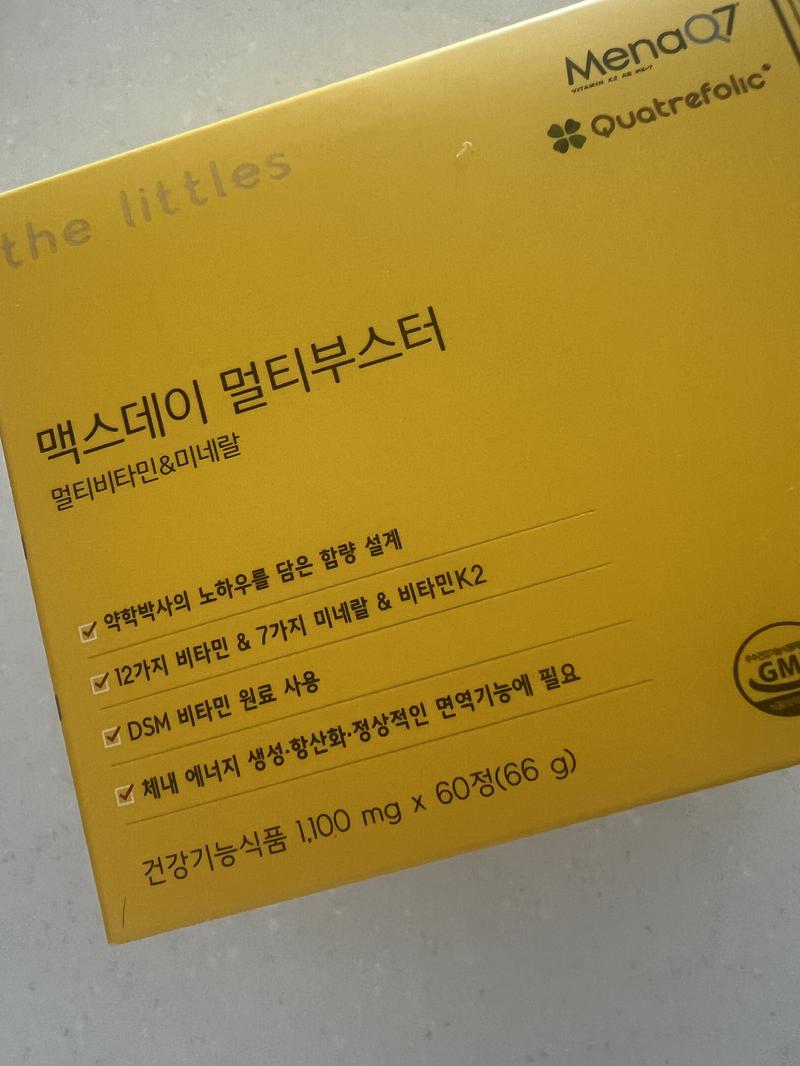 MenaQ7
VITAMIN K2 AS MK-7
Quatrefolic
the littles
맥스데이 멀티부스터
멀티비타민&미네랄
약학박사의 노하우를 담은 함량 설계
12가지 비타민 & 7가지 미네랄 & 비타민K2
DSM 비타민 원료 사용
체내 에너지 생성·항산화·정상적인 면역기능에 필요
건강기능식품 1,100 mg x 60정(66 g)
GM